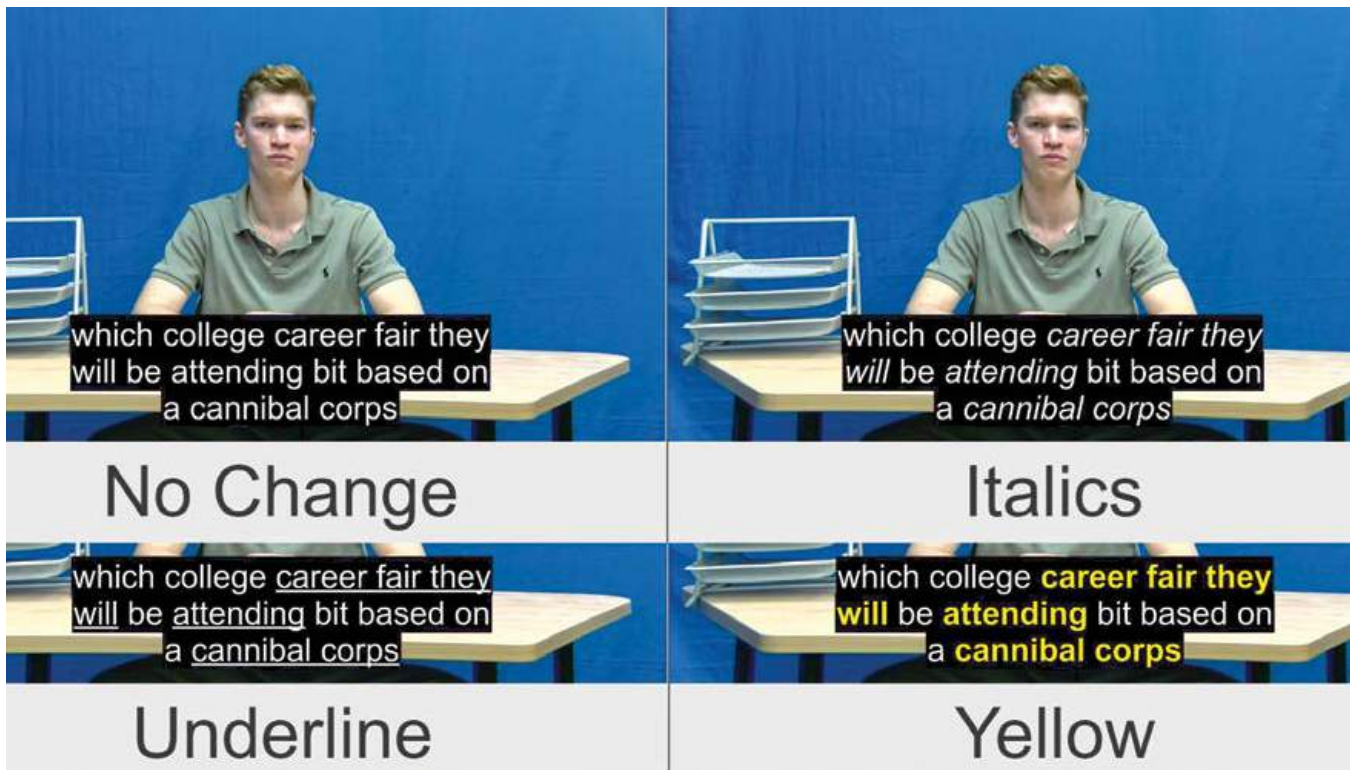 which college career fair they
will be attending bit based on
a cannibal corps
No Change
which college career fair they
will be attending bit based on
a cannibal corps
Italics
which college career fair they
will be attending bit based on
a cannibal corps
Underline
which college career fair they
will be attending bit based on
a cannibal corps
Yellow